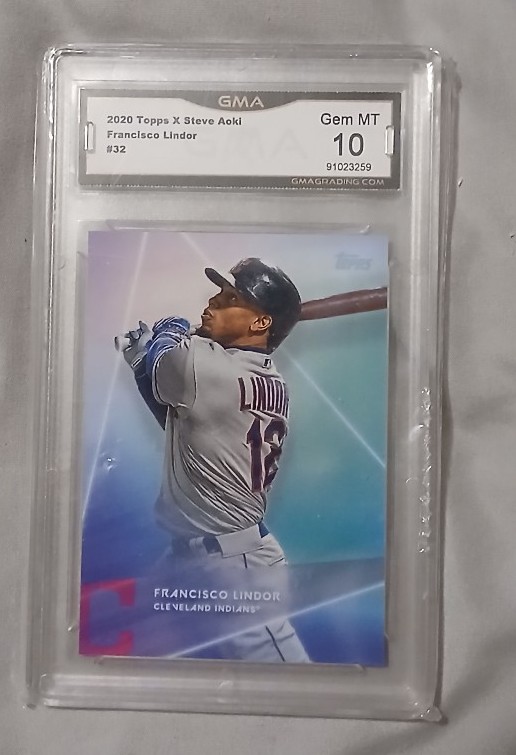 GMA
2020 Topps X Steve Aoki
Francisco Lindor
#32
Gem MT
10
91023259
GMAGRADING.COM
Topps
LINDOR
12
FRANCISCO LINDOR
CLEVELAND INDIANS
C